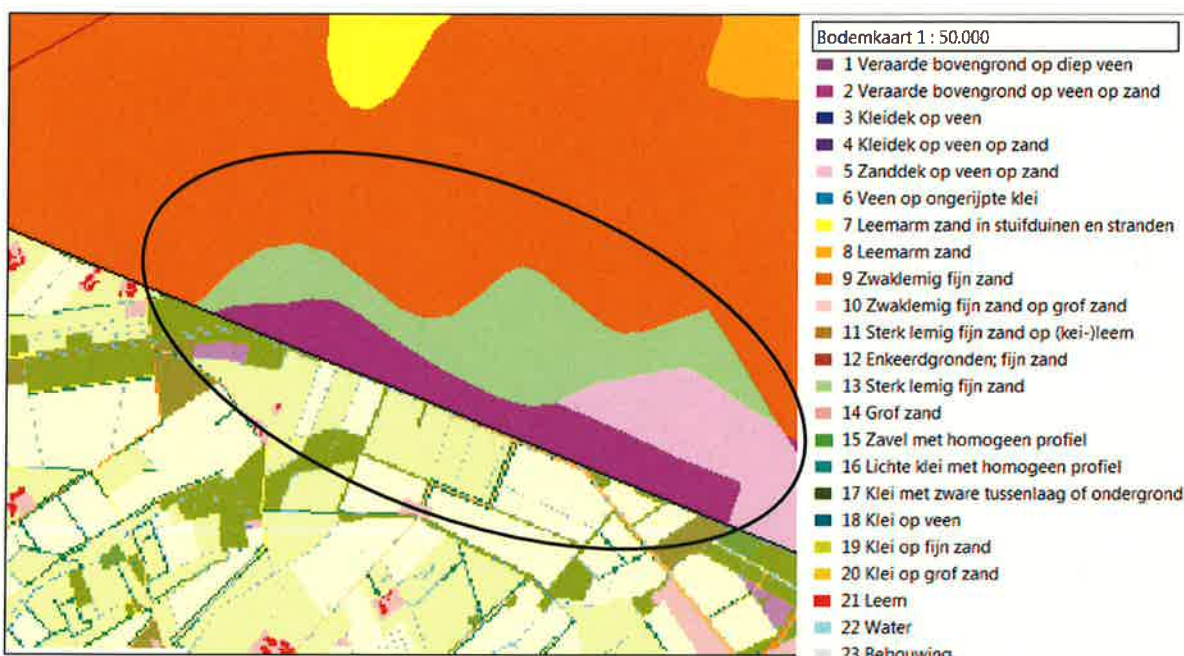 Bodemkaart 1 : 50.000
1 Veraarde bovengrond op diep veen
2 Veraarde bovengrond op veen op zand
3 Kleidek op veen
4 Kleidek op veen op zand
5 Zanddek op veen op zand
6 Veen op ongerijpte klei
7 Leemarm zand in stuifduinen en stranden
8 Leemarm zand
9 Zwaklemig fijn zand
10 Zwaklemig fijn zand op grof zand
11 Sterk lemig fijn zand op (kei-)leem
12 Enkeerdgronden; fijn zand
13 Sterk lemig fijn zand
14 Grof zand
15 Zavel met homogeen profiel
16 Lichte klei met homogeen profiel
17 Klei met zware tussenlaag of ondergrond
18 Klei op veen
19 Klei op fijn zand
20 Klei op grof zand
21 Leem
22 Water
23 Bebouwing